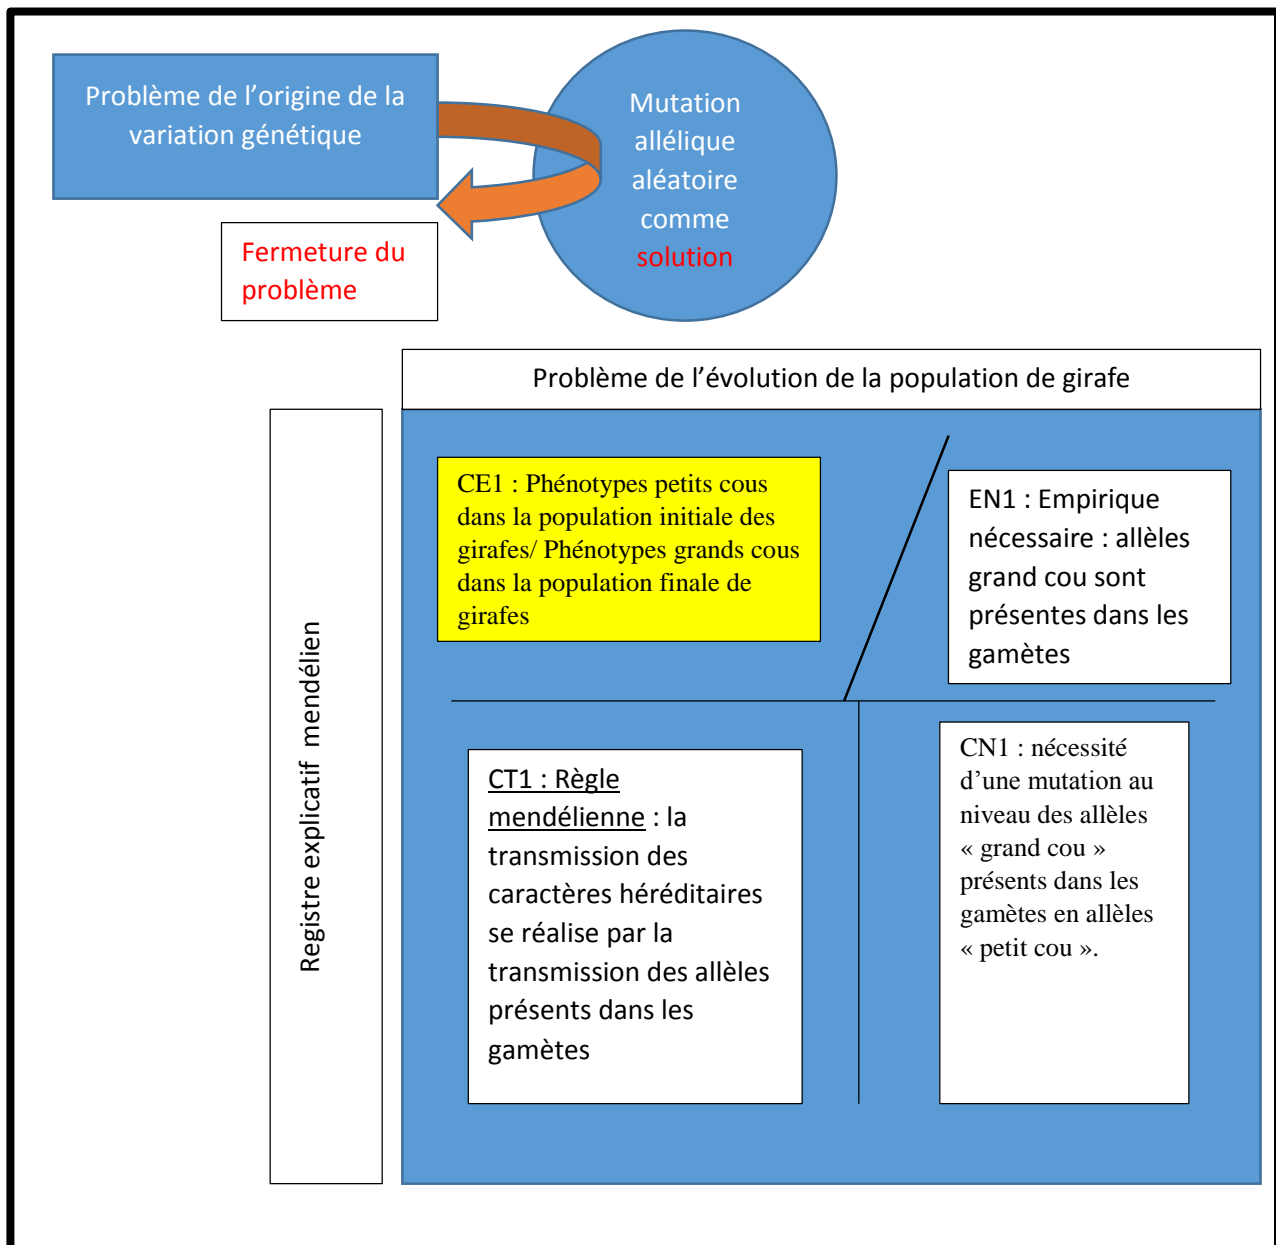 Problème de l'origine de la
variation génétique
Mutation
allélique
aléatoire
comme
solution
Fermeture du
problème
Problème de l'évolution de la population de girafe
Registre explicatif mendélien
CE1 : Phénotypes petits cous
dans la population initiale des
girafes/ Phénotypes grands cous
dans la population finale de
girafes
EN1 : Empirique
nécessaire : allèles
grand cou sont
présentes dans les
gamètes
CT1 : Règle
mendélienne : la
transmission des
caractères héréditaires
se réalise par la
transmission des allèles
présents dans les
gamètes
CN1 : nécessité
d'une mutation au
niveau des allèles
« grand cou »
présents dans les
gamètes en allèles
« petit cou ».